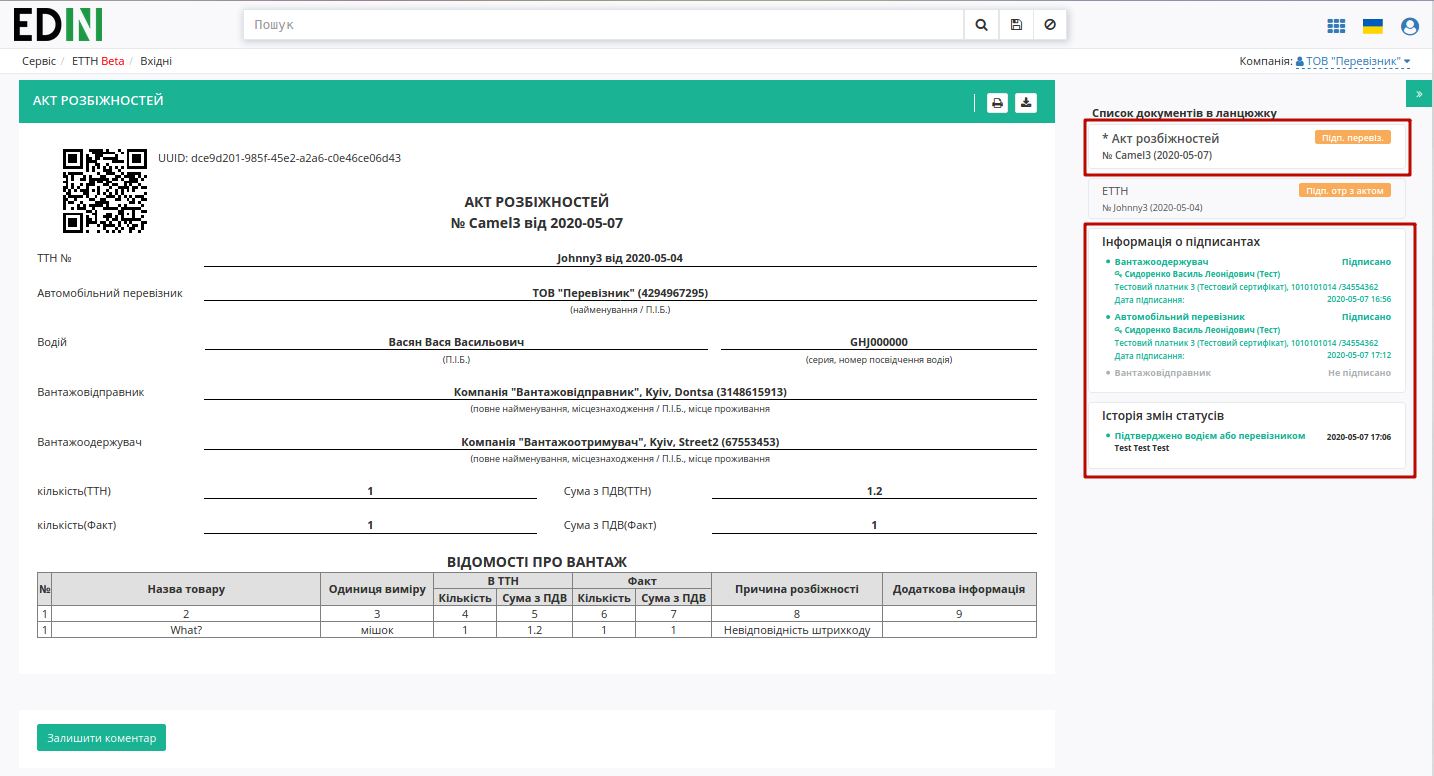 EDIN
Пошук
Сервіс / ЕТТН Beta / Вхідні
Компанія: ТОВ "Перевізник"
АКТ РОЗБІЖНОСТЕЙ
UUID: dce9d201-985f-45e2-a2a6-c0e46ce06d43
АКТ РОЗБІЖНОСТЕЙ
№ Camel3 від 2020-05-07
ТТН № Johnny3 від 2020-05-04
Автомобільний перевізник ТОВ "Перевізник" (4294967295)
(найменування / П.І.Б.)
Водій Васян Вася Васильович GHJ000000
(П.І.Б.) (серия, номер посвідчення водія)
Вантажовідправник Компанія "Вантажовідправник", Kyiv, Dontsa (3148615913)
(повне найменування, місцезнаходження / П.І.Б., місце проживання
Вантажоодержувач Компанія "Вантажоотримувач", Kyiv, Street2 (67553453)
(повне найменування, місцезнаходження / П.І.Б., місце проживання
кількість(ТТН) 1 Сума з ПДВ(ТТН) 1.2
кількість(Факт) 1 Сума з ПДВ(Факт) 1
ВІДОМОСТІ ПРО ВАНТАЖ
№ Назва товару Одиниця виміру В ТТН Факт Причина розбіжності Додаткова інформація
Кількість Сума з ПДВ Кількість Сума з ПДВ
1 2 3 4 5 6 7 8 9
1 What? мішок 1 1.2 1 1 Невідповідність штрихкоду
Залишити коментар
»
Список документів в ланцюжку
* Акт розбіжностей Підп. перевіз.
№ Camel3 (2020-05-07)
ЕТТН Підп. отр з актом
№ Johnny3 (2020-05-04)
Інформація о підписантах
Вантажоодержувач Підписано
Сидоренко Василь Леонідович (Тест)
Тестовий платник 3 (Тестовий сертифікат), 1010101014 /34554362
Дата підписання: 2020-05-07 16:56
Автомобільний перевізник Підписано
Сидоренко Василь Леонідович (Тест)
Тестовий платник 3 (Тестовий сертифікат), 1010101014 /34554362
Дата підписання: 2020-05-07 17:12
Вантажовідправник Не підписано
Історія змін статусів
Підтверджено водієм або перевізником 2020-05-07 17:06
Test Test Test